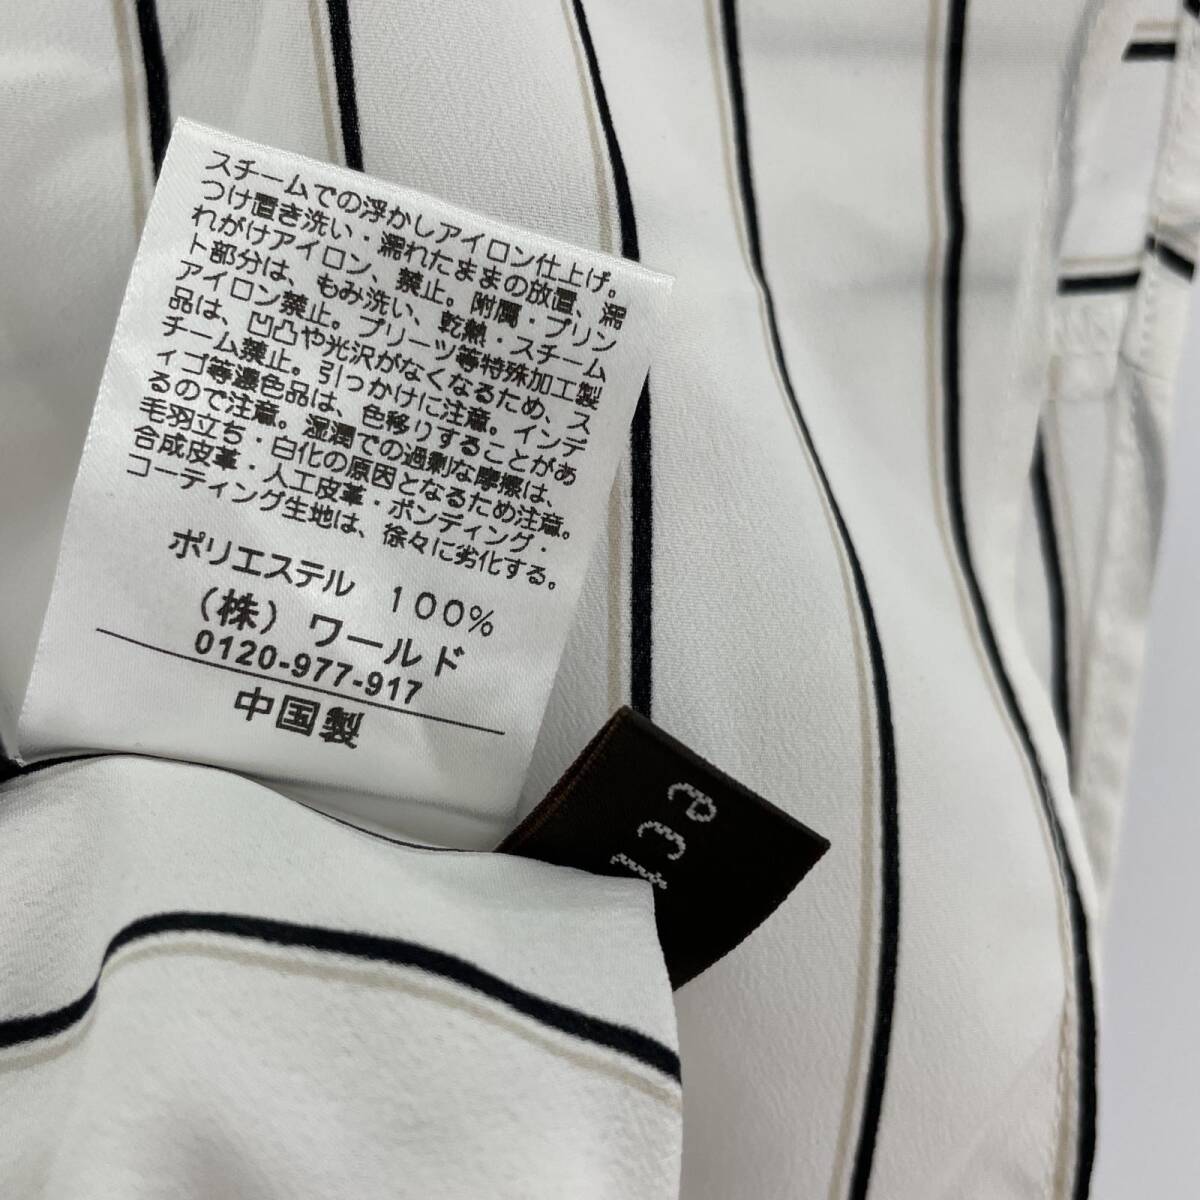 スチームでの浮かしアイロン仕上げ。
つけ置き洗い・濡れたままの放置、濡
れがけアイロン、禁止。附属・プリン
ト部分は、もみ洗い、乾熱・スチーム
アイロン禁止。プリーツ等特殊加工製
品は、凹凸や光沢がなくなるため、ス
チーム禁止。引っかけに注意。インデ
ィゴ等濃色品は、色移りすることがあ
るので注意。湿潤での過剰な摩擦は、
毛羽立ち・白化の原因となるため注意。
合成皮革・人工皮革・ボンディング・
コーティング生地は、徐々に劣化する。
ポリエステル 100%
(株) ワールド
0120-977-917
中国製